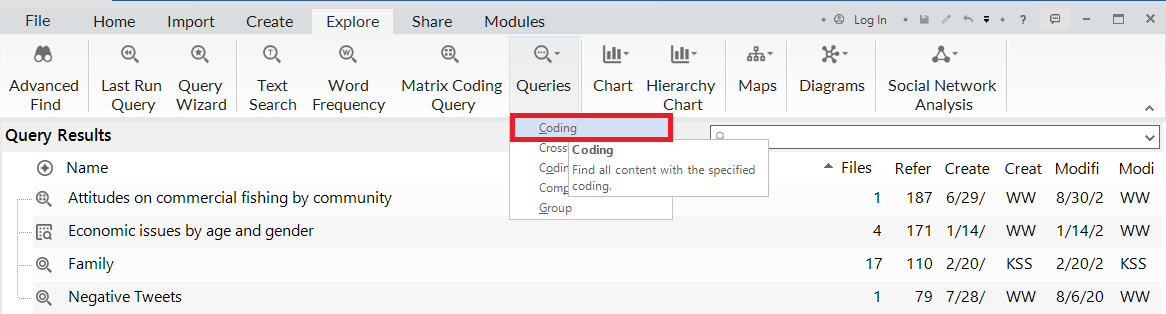 File Home Import Create Explore Share Modules Log In ?
Advanced Find
Last Run Query
Query Wizard
Text Search
Word Frequency
Matrix Coding Query
Queries
Chart
Hierarchy Chart
Maps
Diagrams
Social Network Analysis
Query Results
Coding
Cross
Codin
Comp
Group
Coding
Find all content with the specified
coding.
Name Files Refer Create Creat Modifi Modi
Attitudes on commercial fishing by community 1 187 6/29/ WW 8/30/2 WW
Economic issues by age and gender 4 171 1/14/ WW 1/14/2 WW
Family 17 110 2/20/ KSS 2/20/2 KSS
Negative Tweets 1 79 7/28/ WW 8/6/20 WW